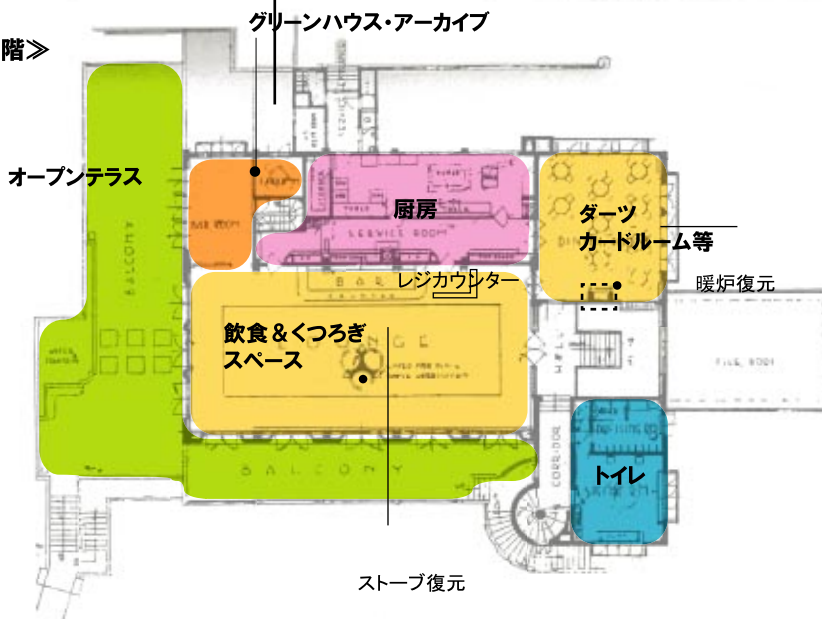 グリーンハウス・アーカイブ
階≫
オープンテラス
厨房
ダーツ
カードルーム等
暖炉復元
レジカウンター
飲食&くつろぎ
スペース
トイレ
ストーブ復元
BALCONY
SERVICE ROOM
BAR
HALL
CORRIDOR
BALCONY